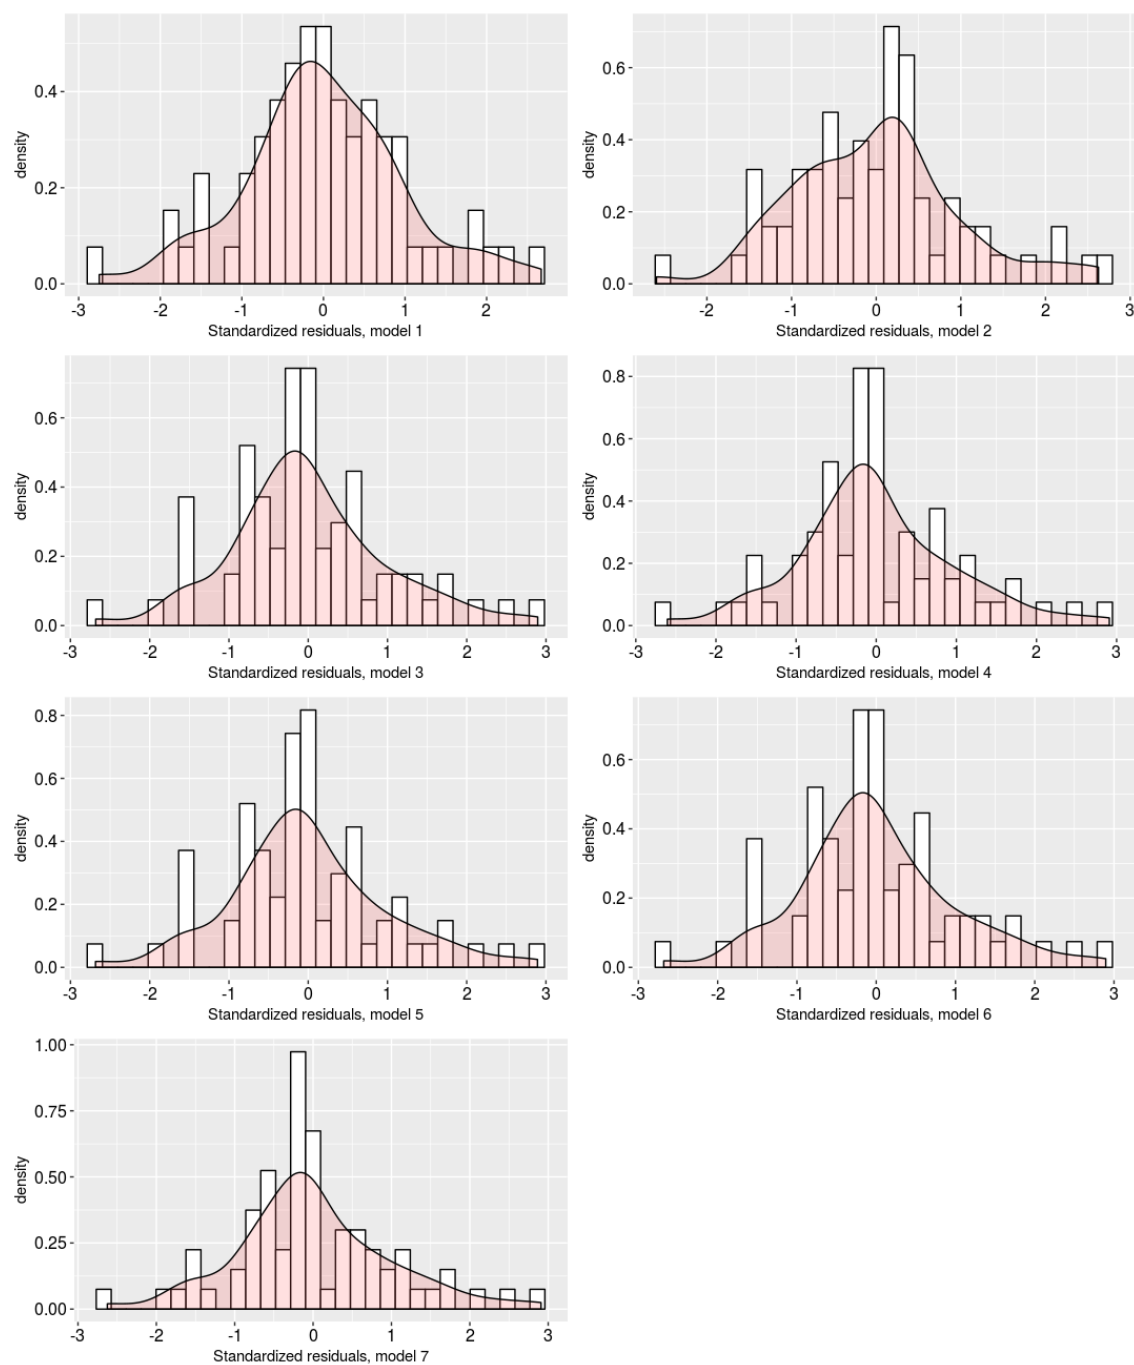 density
0.4
0.2
0.0
-3 -2 -1 0 1 2
Standardized residuals, model 1
density
0.6
0.4
0.2
0.0
-2 -1 0 1 2 3
Standardized residuals, model 2
density
0.6
0.4
0.2
0.0
-3 -2 -1 0 1 2 3
Standardized residuals, model 3
density
0.8
0.6
0.4
0.2
0.0
-3 -2 -1 0 1 2 3
Standardized residuals, model 4
density
0.8
0.6
0.4
0.2
0.0
-3 -2 -1 0 1 2 3
Standardized residuals, model 5
density
0.6
0.4
0.2
0.0
-3 -2 -1 0 1 2 3
Standardized residuals, model 6
density
1.00
0.75
0.50
0.25
0.00
-3 -2 -1 0 1 2 3
Standardized residuals, model 7